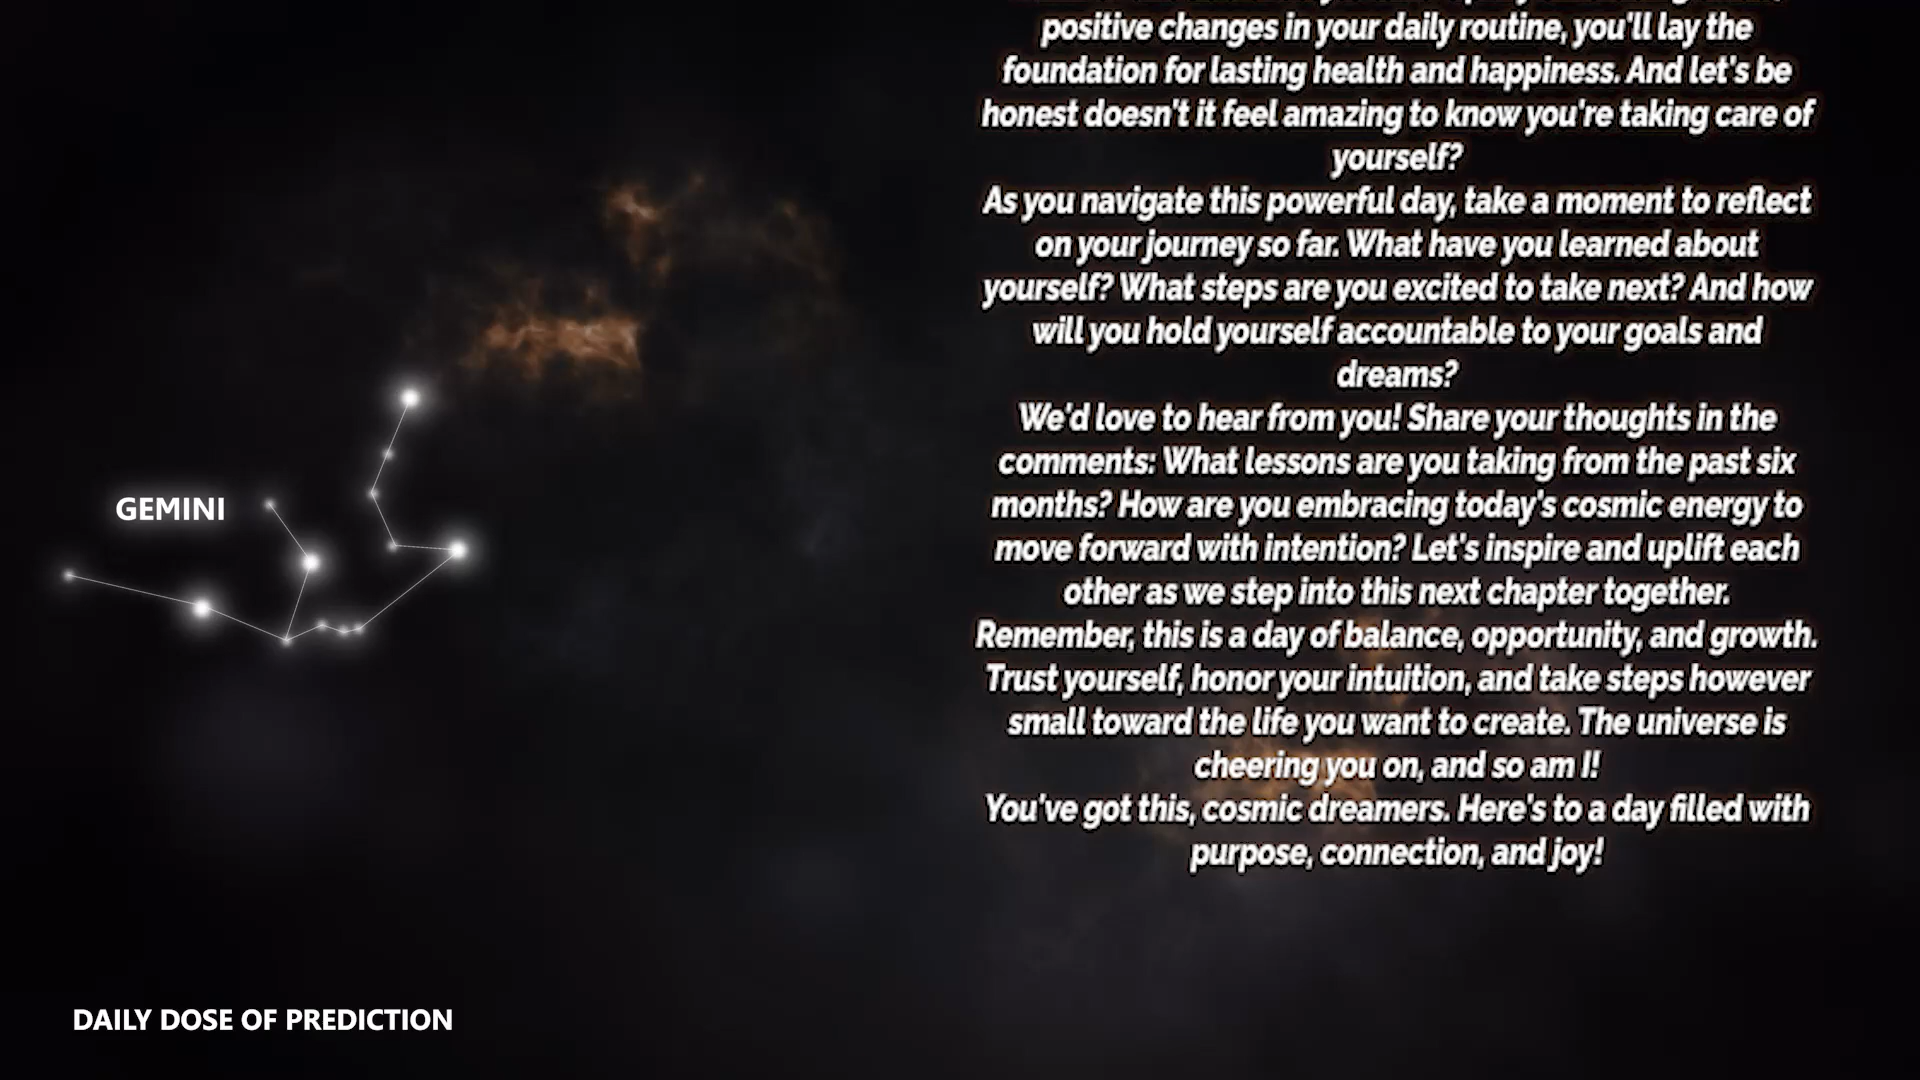 positive changes in your daily routine, you'll lay the
foundation for lasting health and happiness. And let's be
honest doesn't it feel amazing to know you're taking care of
yourself?
As you navigate this powerful day, take a moment to reflect
on your journey so far. What have you learned about
yourself? What steps are you excited to take next? And how
will you hold yourself accountable to your goals and
dreams?
We'd love to hear from you! Share your thoughts in the
comments: What lessons are you taking from the past six
months? How are you embracing today's cosmic energy to
move forward with intention? Let's inspire and uplift each
other as we step into this next chapter together.
Remember, this is a day of balance, opportunity, and growth.
Trust yourself, honor your intuition, and take steps however
small toward the life you want to create. The universe is
cheering you on, and so am I!
You've got this, cosmic dreamers. Here's to a day filled with
purpose, connection, and joy!
GEMINI
DAILY DOSE OF PREDICTION